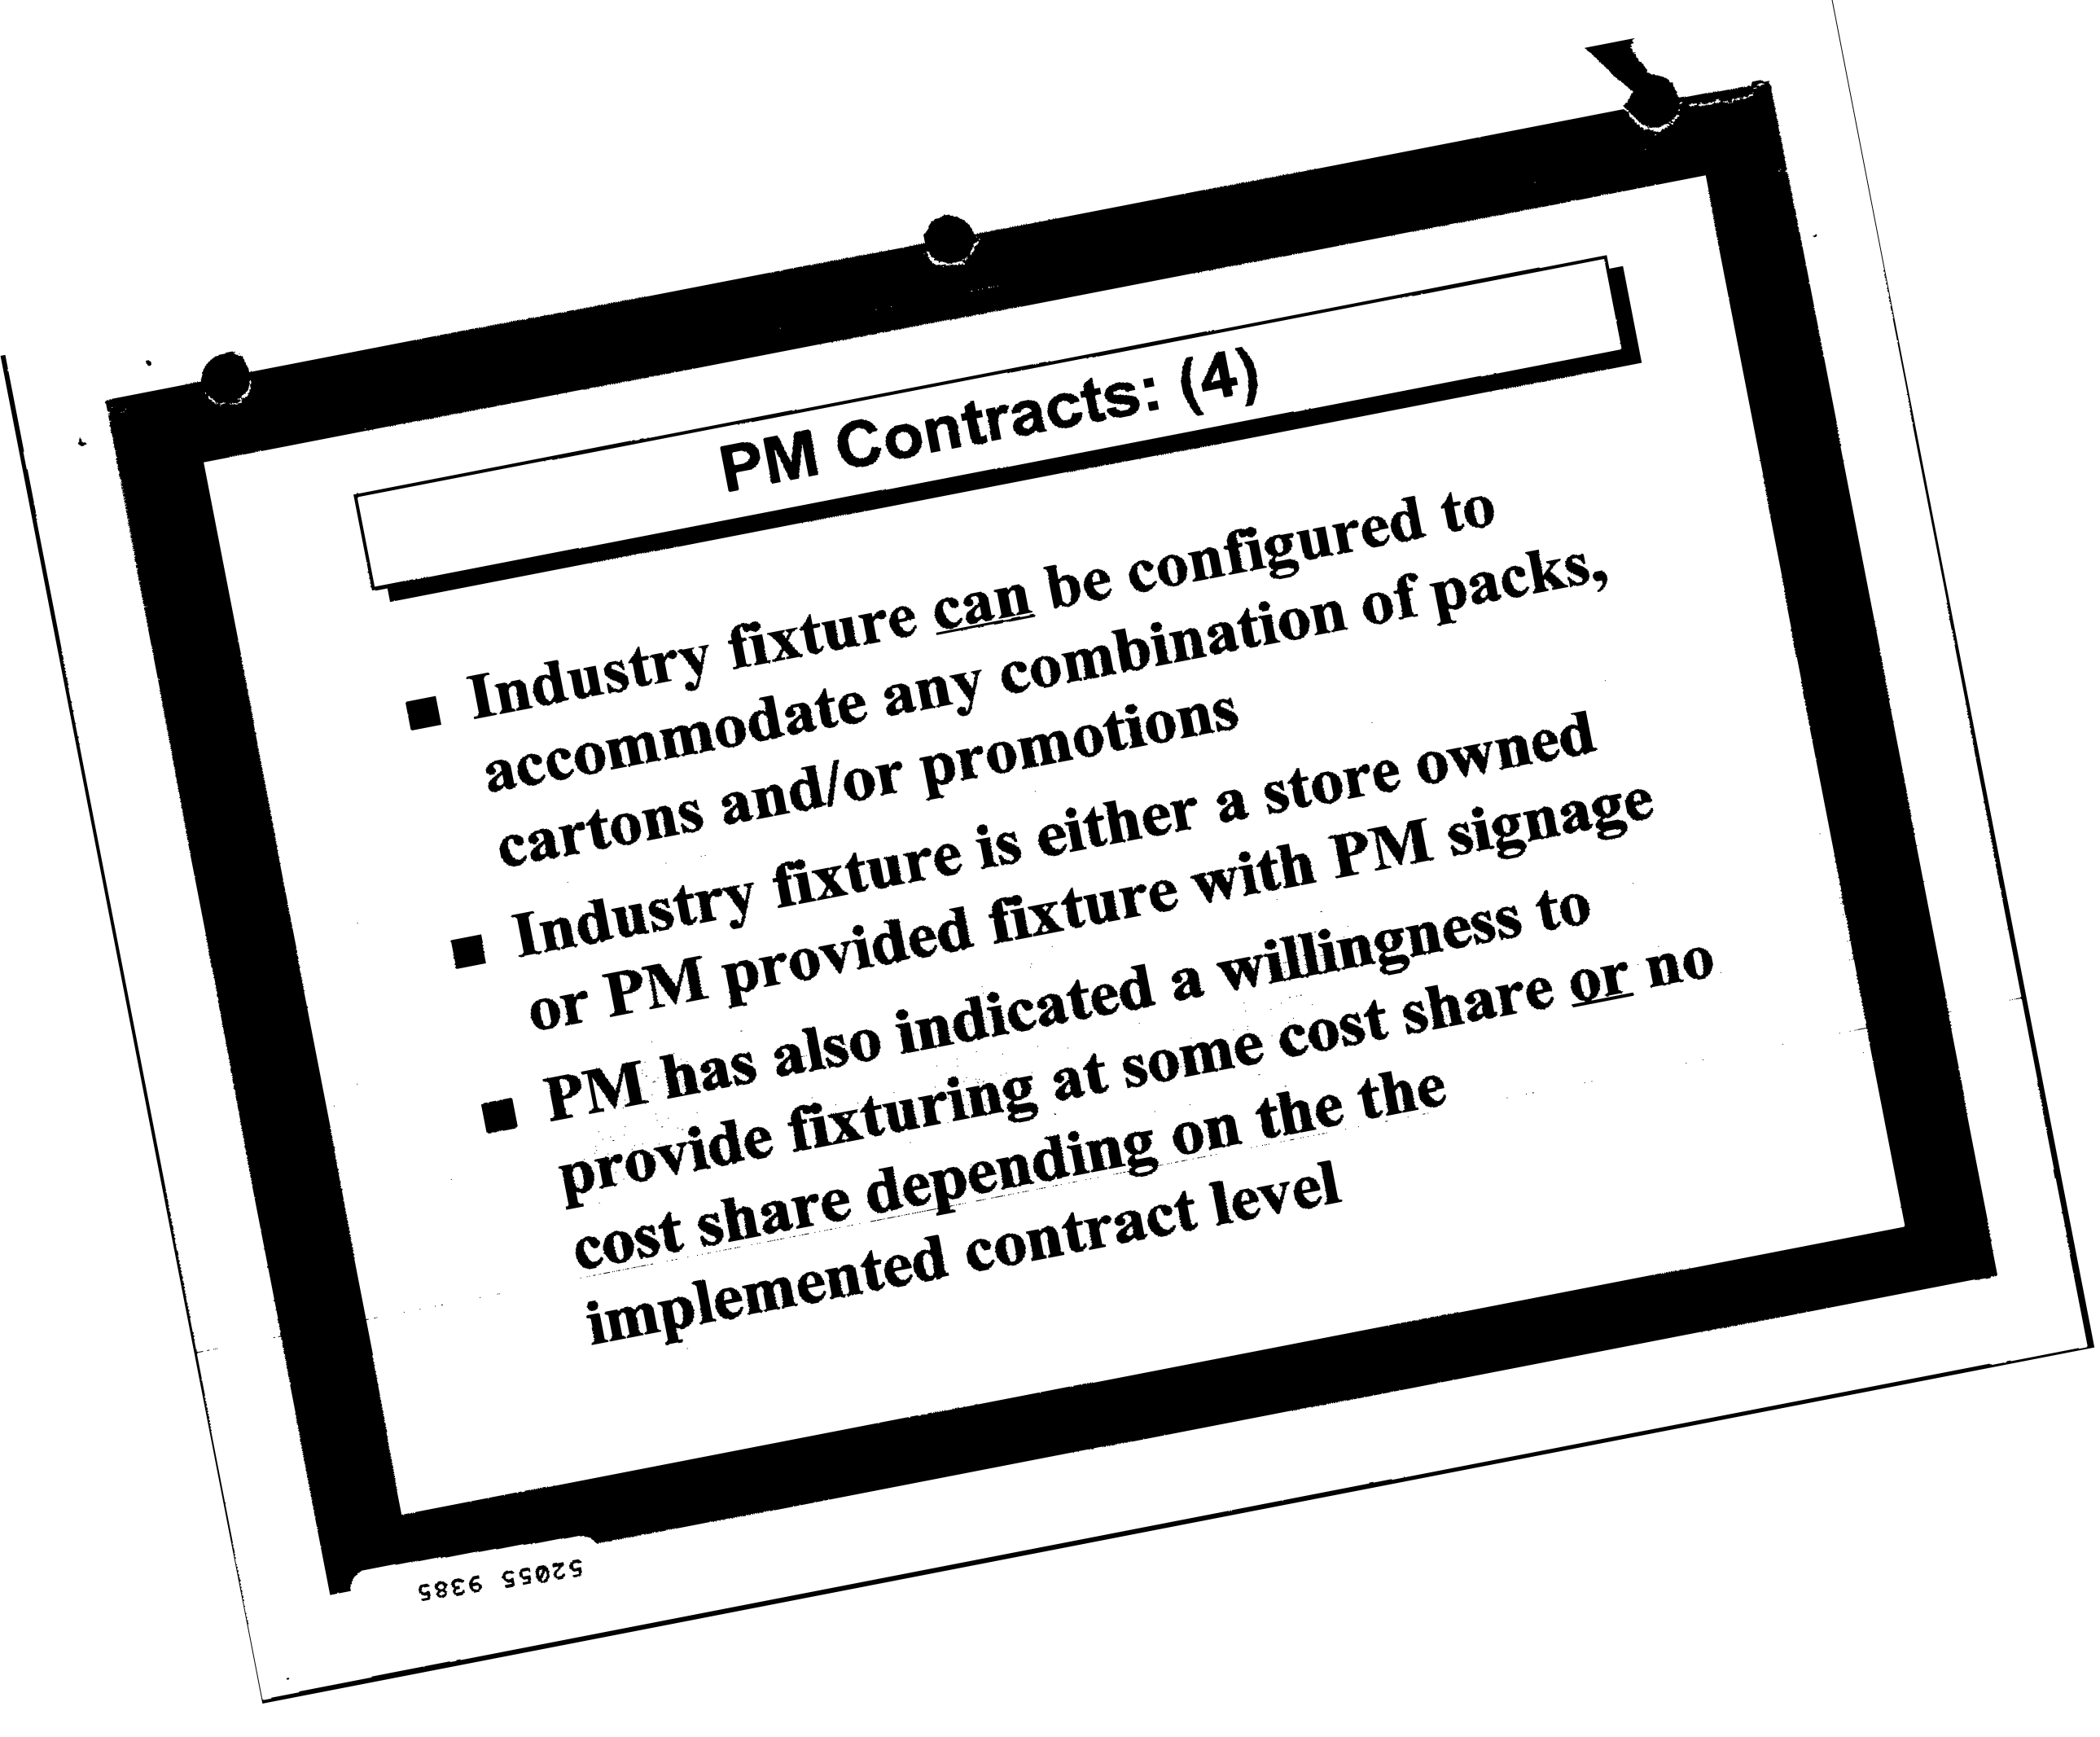 PM Contracts: (4)
■ Industry fixture can be configured to
accommodate any combination of packs,
cartons and/or promotions
■ Industry fixture is either a store owned
or PM provided fixture with PM signage
■ PM has also indicated a willingness to
provide fixturing at some cost share or no
cost share depending on the the
implemented contract level
52055 9385